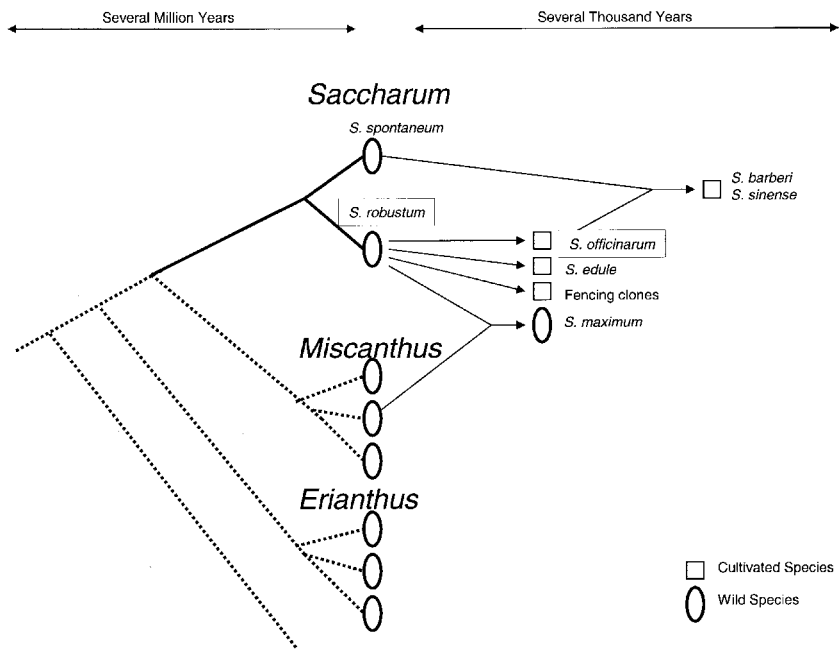 Several Million Years
Several Thousand Years
Saccharum
S. spontaneum
S. barberi
S. sinense
S. robustum
S. officinarum
S. edule
Fencing clones
S. maximum
Miscanthus
Erianthus
Cultivated Species
Wild Species